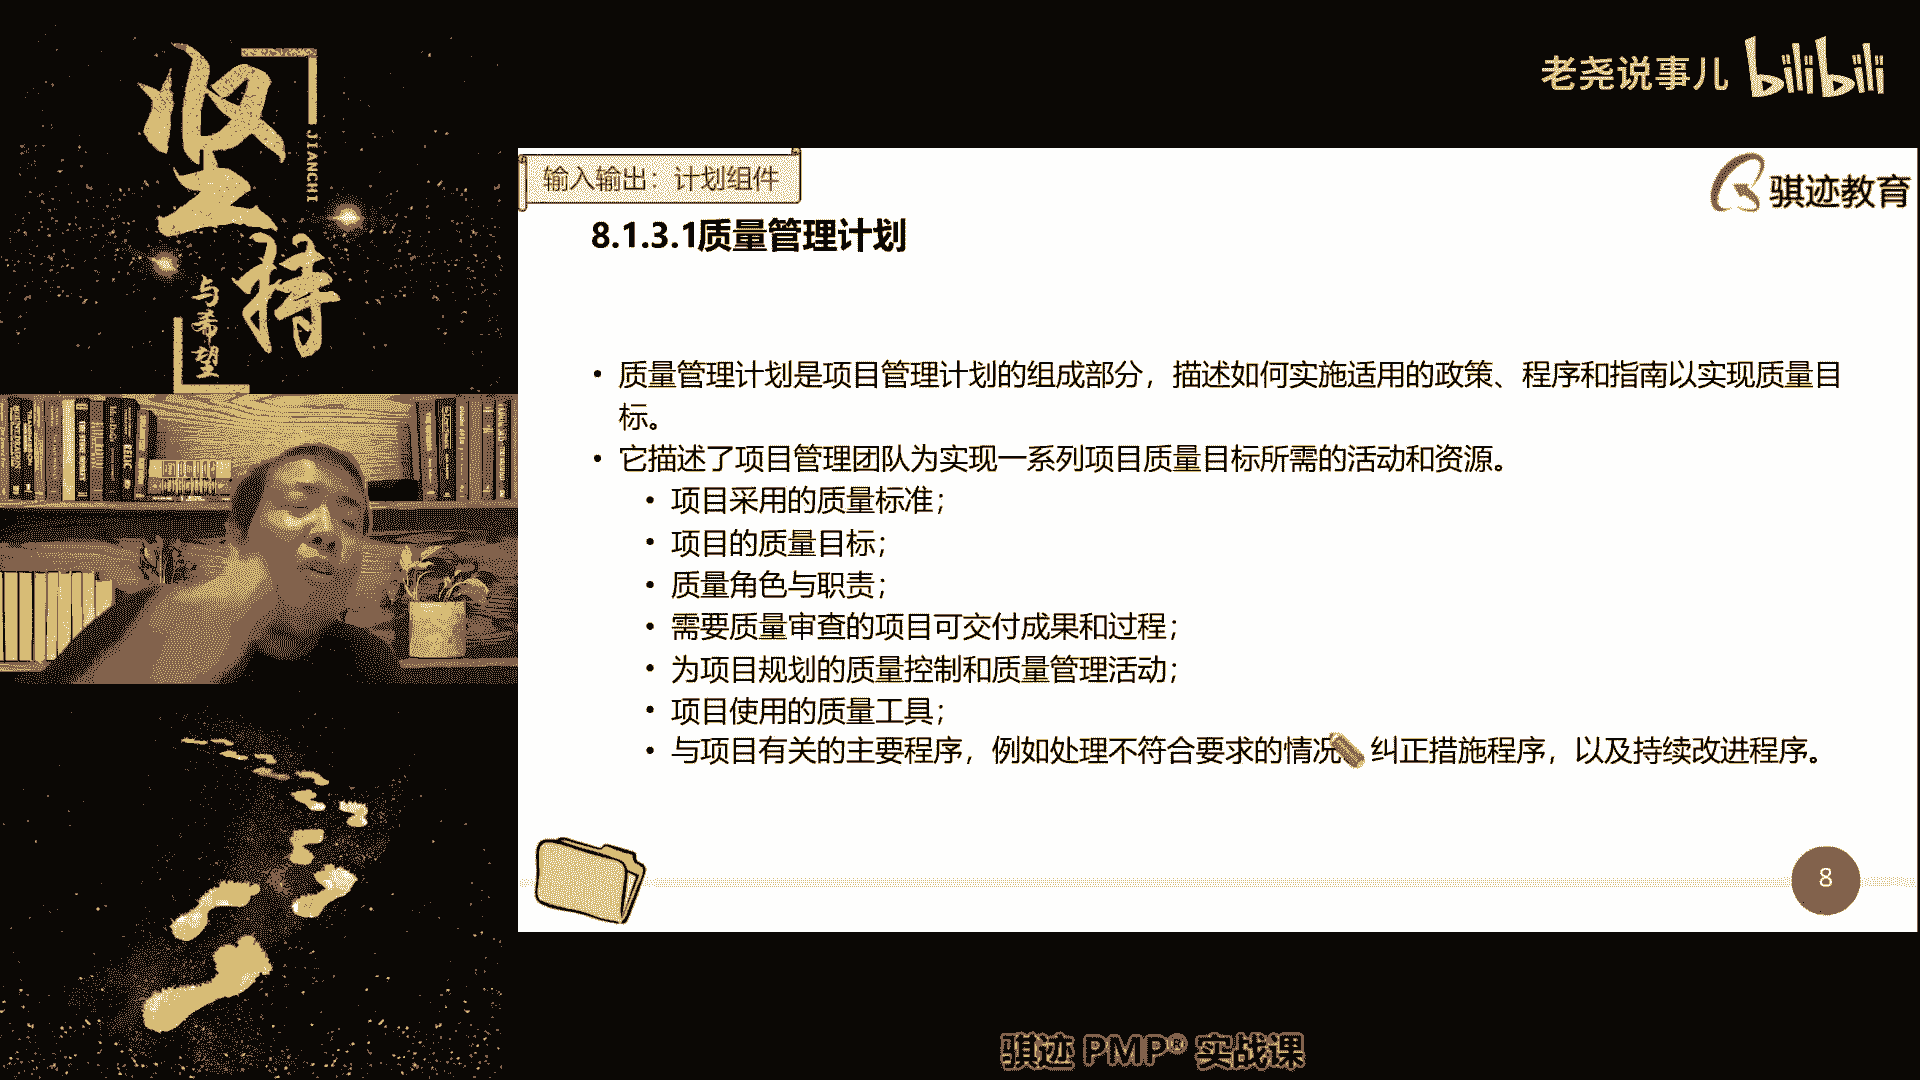 坚持
JIANCHI
与希望
老尧说事儿 bilibili
输入输出：计划组件
骐迹教育
8.1.3.1质量管理计划
• 质量管理计划是项目管理计划的组成部分，描述如何实施适用的政策、程序和指南以实现质量目
标。
• 它描述了项目管理团队为实现一系列项目质量目标所需的活动和资源。
• 项目采用的质量标准；
• 项目的质量目标；
• 质量角色与职责；
• 需要质量审查的项目可交付成果和过程；
• 为项目规划的质量控制和质量管理活动；
• 项目使用的质量工具；
• 与项目有关的主要程序，例如处理不符合要求的情况 纠正措施程序，以及持续改进程序。
8
骐迹 PMP® 实战课